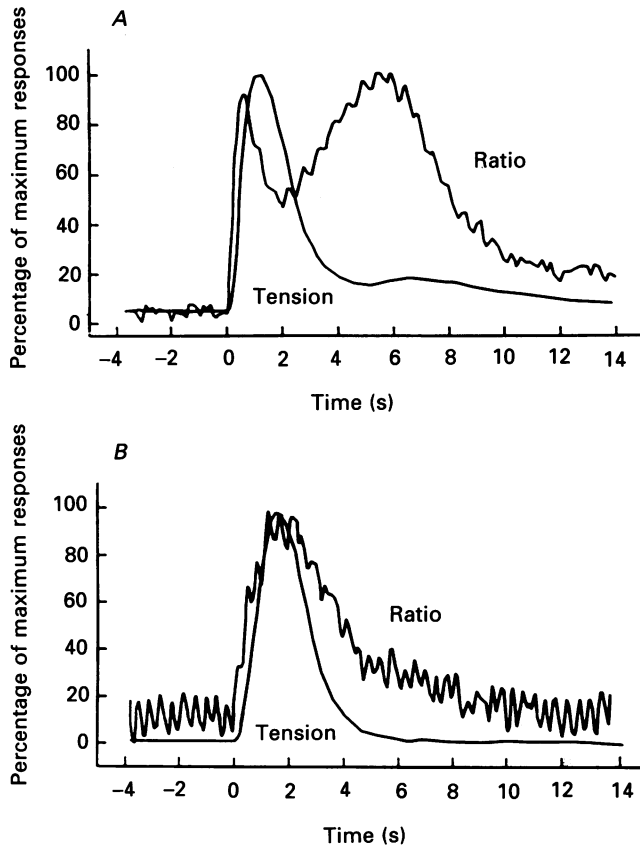 A
Percentage of maximum responses
100
80
60
40
20
0
Ratio
Tension
−4 −2 0 2 4 6 8 10 12 14
Time (s)
B
Percentage of maximum responses
100
80
60
40
20
0
Ratio
Tension
−4 −2 0 2 4 6 8 10 12 14
Time (s)